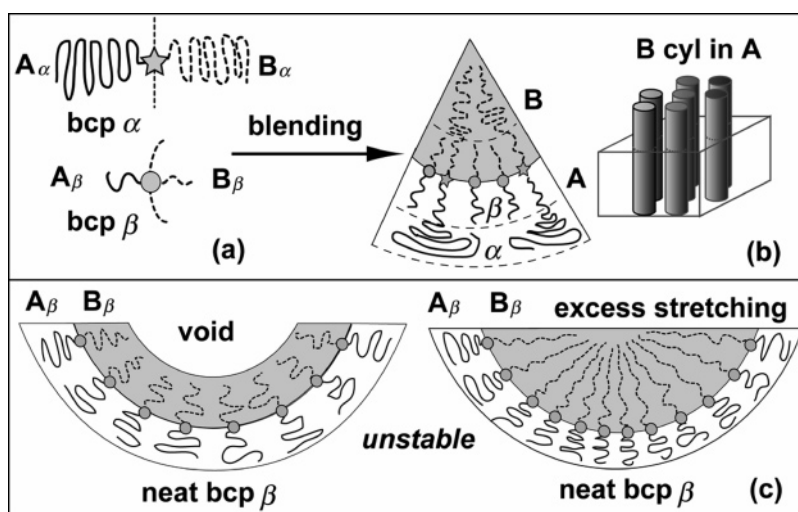 Aα Bα
bcp α
Aβ Bβ
bcp β
(a)
blending
B
A
β
α
B cyl in A
(b)
Aβ Bβ
void
neat bcp β
unstable
Aβ Bβ excess stretching
neat bcp β
(c)